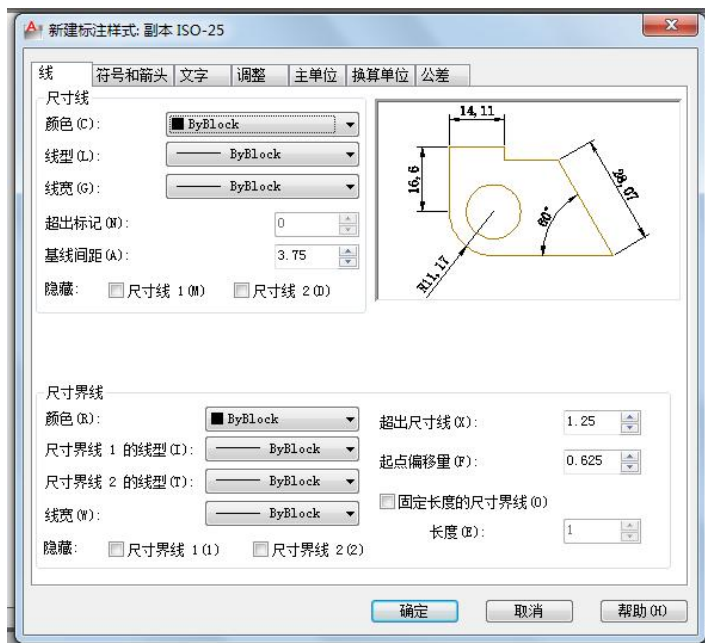 新建标注样式: 副本 ISO-25
线 符号和箭头 文字 调整 主单位 换算单位 公差
尺寸线
颜色(C): ByBlock
线型(L): ByBlock
线宽(G): ByBlock
超出标记(N): 0
基线间距(A): 3.75
隐藏: 尺寸线 1(M) 尺寸线 2(D)
14,11
16,6
28,07
60°
R11,17
尺寸界线
颜色(R): ByBlock
尺寸界线 1 的线型(I): ByBlock
尺寸界线 2 的线型(T): ByBlock
线宽(W): ByBlock
隐藏: 尺寸界线 1(1) 尺寸界线 2(2)
超出尺寸线(X): 1.25
起点偏移量(F): 0.625
固定长度的尺寸界线(O)
长度(E): 1
确定 取消 帮助(H)